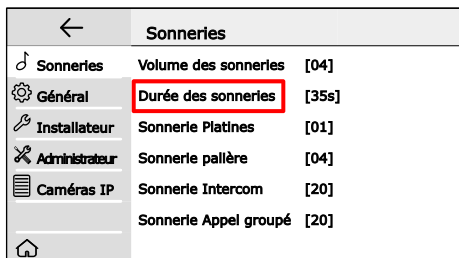 Sonneries
Sonneries
Général
Installateur
Administrateur
Caméras IP
Volume des sonneries [04]
Durée des sonneries [35s]
Sonnerie Platines [01]
Sonnerie palière [04]
Sonnerie Intercom [20]
Sonnerie Appel groupé [20]